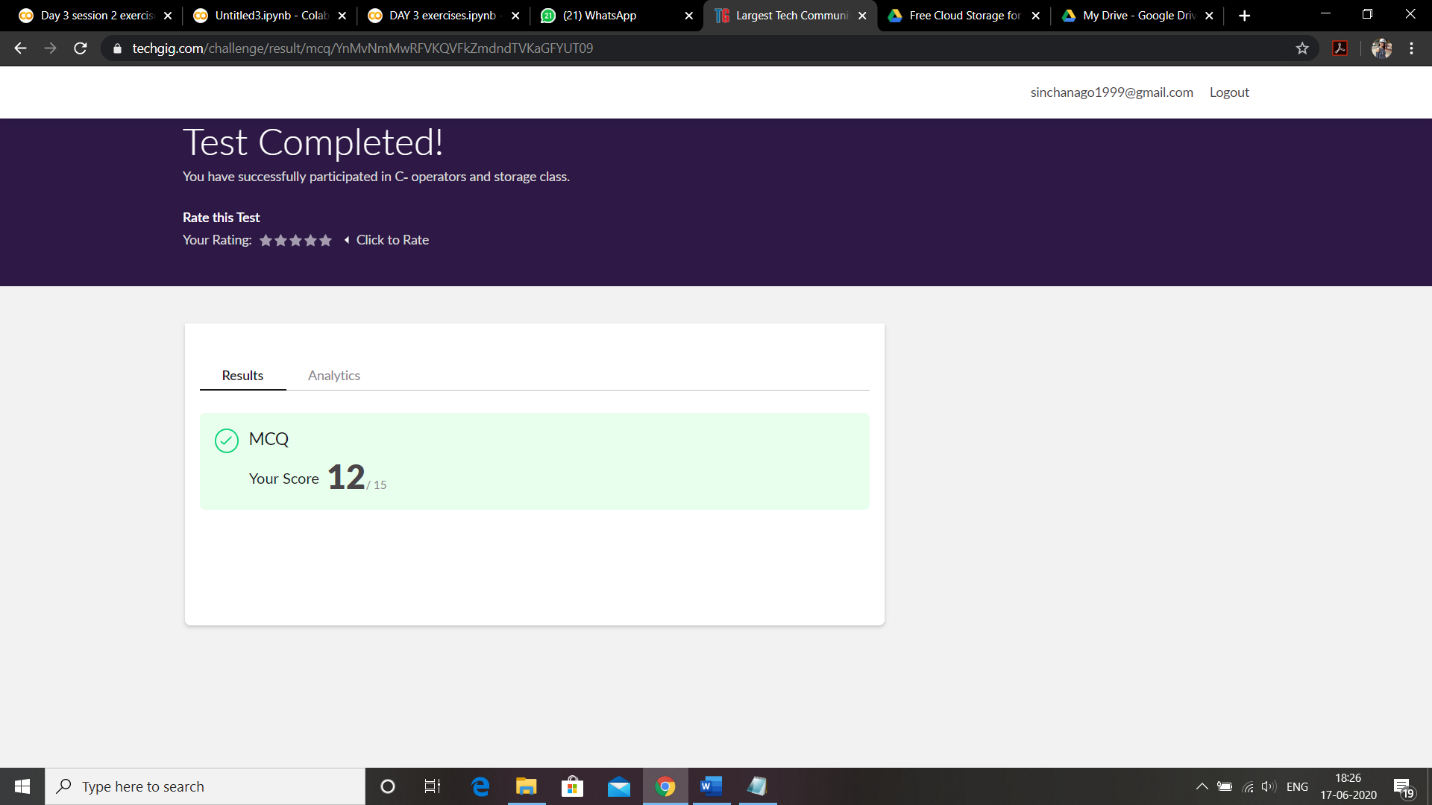 Day 3 session 2 exercis
Untitled3.ipynb - Colab
DAY 3 exercises.ipynb -
(21) WhatsApp
Largest Tech Communi
Free Cloud Storage for
My Drive - Google Driv
techgig.com/challenge/result/mcq/YnMvNmMwRFVKQVFkZmdndTVKaGFYUT09
sinchanago1999@gmail.com Logout
Test Completed!
You have successfully participated in C- operators and storage class.
Rate this Test
Your Rating: Click to Rate
Results Analytics
MCQ
Your Score 12 / 15
Type here to search
ENG
18:26
17-06-2020
19